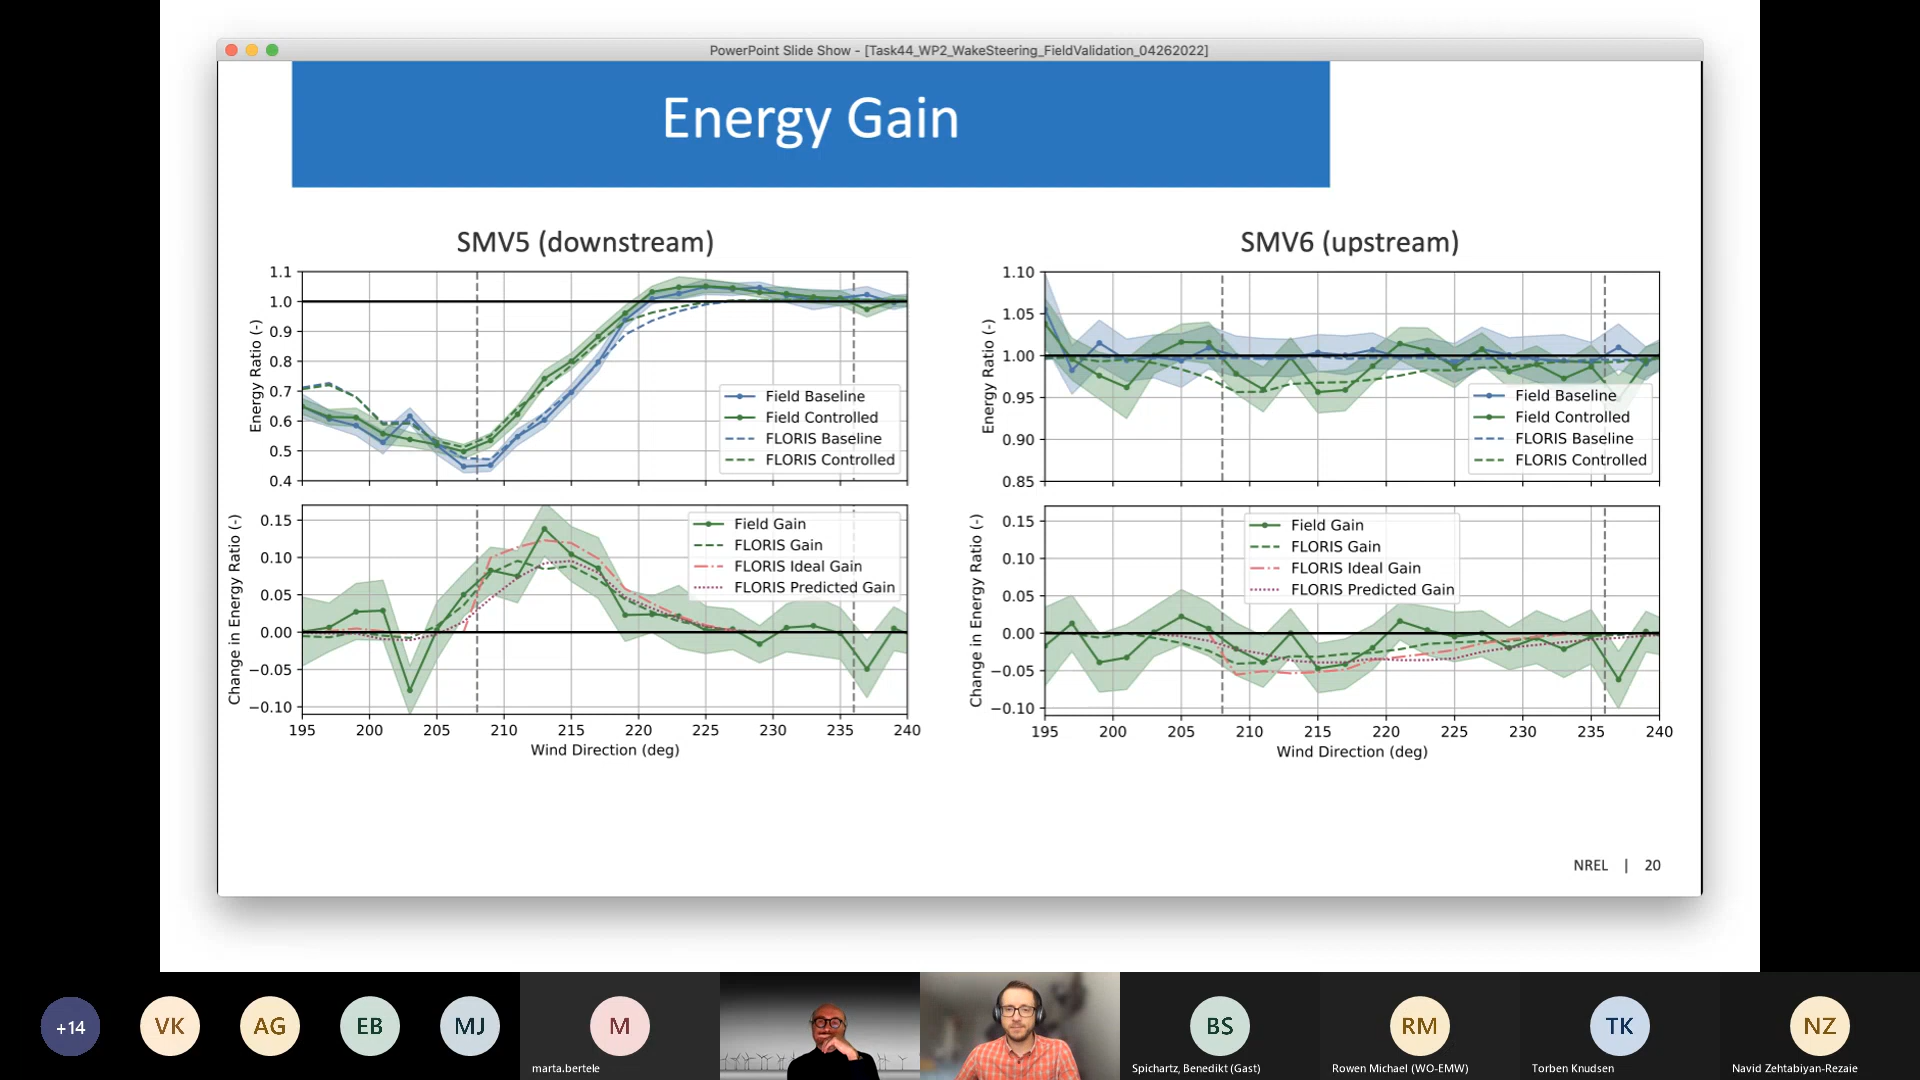 PowerPoint Slide Show - [Task44_WP2_WakeSteering_FieldValidation_04262022]
Energy Gain
SMV5 (downstream)
1.1
1.0
0.9
0.8
0.7
0.6
0.5
0.4
Energy Ratio (-)
Field Baseline
Field Controlled
FLORIS Baseline
FLORIS Controlled
0.15
0.10
0.05
0.00
−0.05
−0.10
Change in Energy Ratio (-)
Field Gain
FLORIS Gain
FLORIS Ideal Gain
FLORIS Predicted Gain
195 200 205 210 215 220 225 230 235 240
Wind Direction (deg)
SMV6 (upstream)
1.10
1.05
1.00
0.95
0.90
0.85
Energy Ratio (-)
Field Baseline
Field Controlled
FLORIS Baseline
FLORIS Controlled
0.15
0.10
0.05
0.00
−0.05
−0.10
Change in Energy Ratio (-)
Field Gain
FLORIS Gain
FLORIS Ideal Gain
FLORIS Predicted Gain
195 200 205 210 215 220 225 230 235 240
Wind Direction (deg)
NREL | 20
+14
VK
AG
EB
MJ
M
marta.bertele
BS
Spichartz, Benedikt (Gast)
RM
Rowen Michael (WO-EMW)
TK
Torben Knudsen
NZ
Navid Zehtabiyan-Rezaie